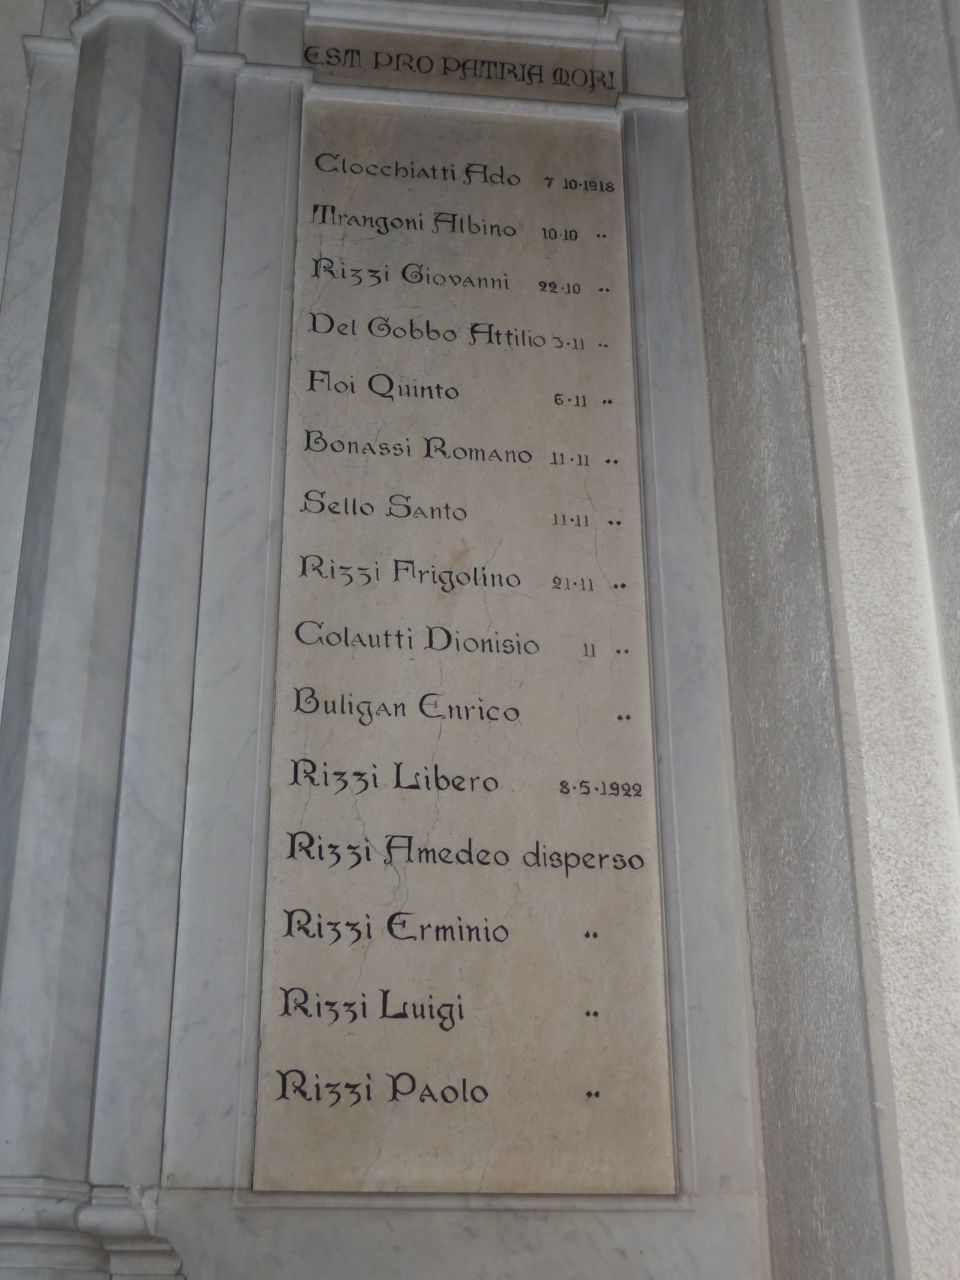 EST PRO PATRIA MORI
Clocchiatti Ado 7 10·1918
Trangoni Albino 10·10 ··
Rizzi Giovanni 22·10 ··
Del Gobbo Attilio 3·11 ··
Floi Quinto 6·11 ··
Bonassi Romano 11·11 ··
Sello Santo 11·11 ··
Rizzi Frigolino 21·11 ··
Colautti Dionisio 11 ··
Buligan Enrico ··
Rizzi Libero 8·5·1922
Rizzi Amedeo disperso
Rizzi Erminio ··
Rizzi Luigi ··
Rizzi Paolo ··